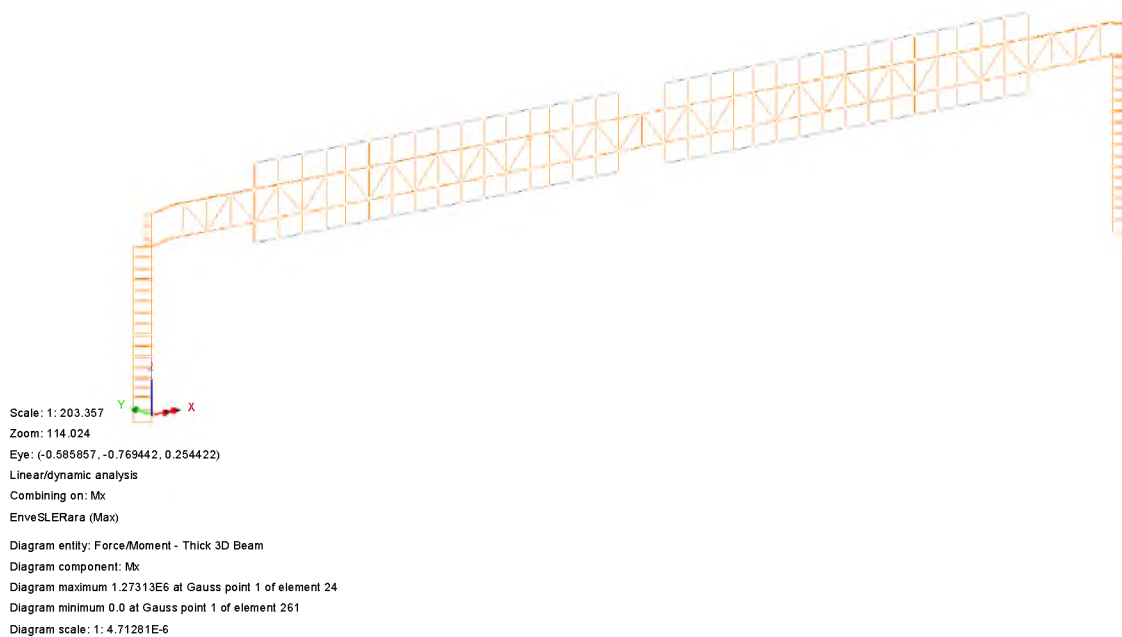 Y
X
Scale: 1: 203.357
Zoom: 114.024
Eye: (-0.585857, -0.769442, 0.254422)
Linear/dynamic analysis
Combining on: Mx
EnveSLERara (Max)
Diagram entity: Force/Moment - Thick 3D Beam
Diagram component: Mx
Diagram maximum 1.27313E6 at Gauss point 1 of element 24
Diagram minimum 0.0 at Gauss point 1 of element 261
Diagram scale: 1: 4.71281E-6